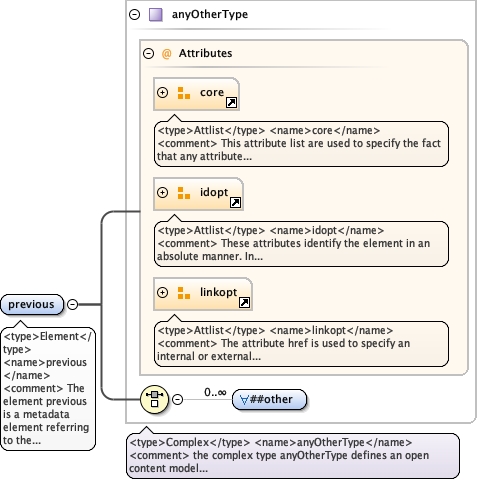 anyOtherType
@ Attributes
core
<type>Attlist</type> <name>core</name>
<comment> This attribute list are used to specify the fact
that any attribute...
idopt
<type>Attlist</type> <name>idopt</name>
<comment> These attributes identify the element in an
absolute manner. In...
linkopt
<type>Attlist</type> <name>linkopt</name>
<comment> The attribute href is used to specify an
internal or external...
previous
<type>Element</
type>
<name>previous
</name>
<comment> The
element previous
is a metadata
element referring
to the...
0..∞
∀##other
<type>Complex</type> <name>anyOtherType</name>
<comment> the complex type anyOtherType defines an open
content model...